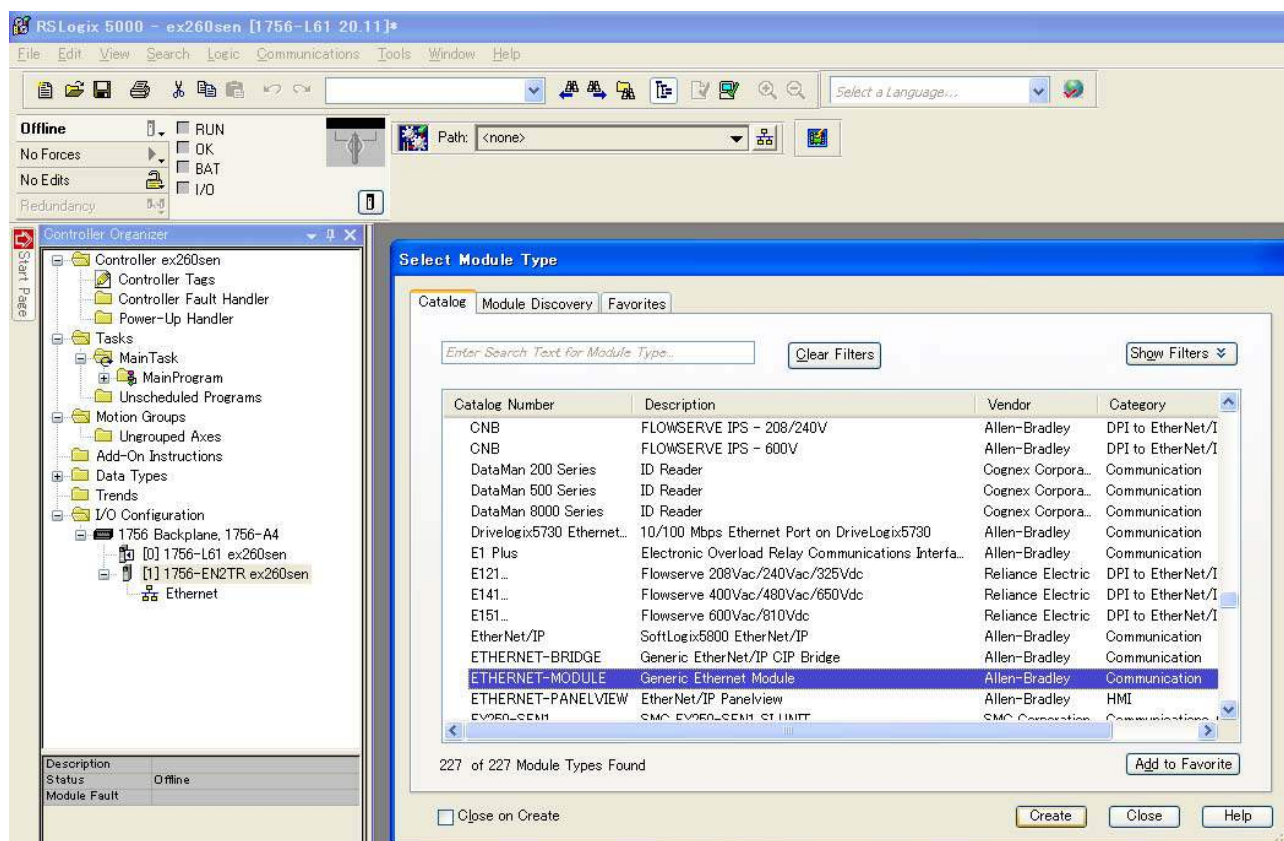 RSLogix 5000 - ex260sen [1756-L61 20.11]*
File Edit View Search Logic Communications Tools Window Help
Select a Language...
Offline
RUN
No Forces
OK
No Edits
BAT
I/O
Redundancy
Path: <none>
Start Page
Controller Organizer
Controller ex260sen
Controller Tags
Controller Fault Handler
Power-Up Handler
Tasks
MainTask
MainProgram
Unscheduled Programs
Motion Groups
Ungrouped Axes
Add-On Instructions
Data Types
Trends
I/O Configuration
1756 Backplane, 1756-A4
[0] 1756-L61 ex260sen
[1] 1756-EN2TR ex260sen
Ethernet
Description
Status Offline
Module Fault
Select Module Type
Catalog Module Discovery Favorites
Enter Search Text for Module Type... Clear Filters Show Filters
Catalog Number Description Vendor Category
CNB FLOWSERVE IPS - 208/240V Allen-Bradley DPI to EtherNet/I
CNB FLOWSERVE IPS - 600V Allen-Bradley DPI to EtherNet/I
DataMan 200 Series ID Reader Cognex Corpora... Communication
DataMan 500 Series ID Reader Cognex Corpora... Communication
DataMan 8000 Series ID Reader Cognex Corpora... Communication
Drivelogix5730 Ethernet... 10/100 Mbps Ethernet Port on DriveLogix5730 Allen-Bradley Communication
E1 Plus Electronic Overload Relay Communications Interfa... Allen-Bradley Communication
E121... Flowserve 208Vac/240Vac/325Vdc Reliance Electric DPI to EtherNet/I
E141... Flowserve 400Vac/480Vac/650Vdc Reliance Electric DPI to EtherNet/I
E151... Flowserve 600Vac/810Vdc Reliance Electric DPI to EtherNet/I
EtherNet/IP SoftLogix5800 EtherNet/IP Allen-Bradley Communication
ETHERNET-BRIDGE Generic EtherNet/IP CIP Bridge Allen-Bradley Communication
ETHERNET-MODULE Generic Ethernet Module Allen-Bradley Communication
ETHERNET-PANELVIEW EtherNet/IP Panelview Allen-Bradley HMI
SMC Corporation
227 of 227 Module Types Found Add to Favorite
Close on Create Create Close Help